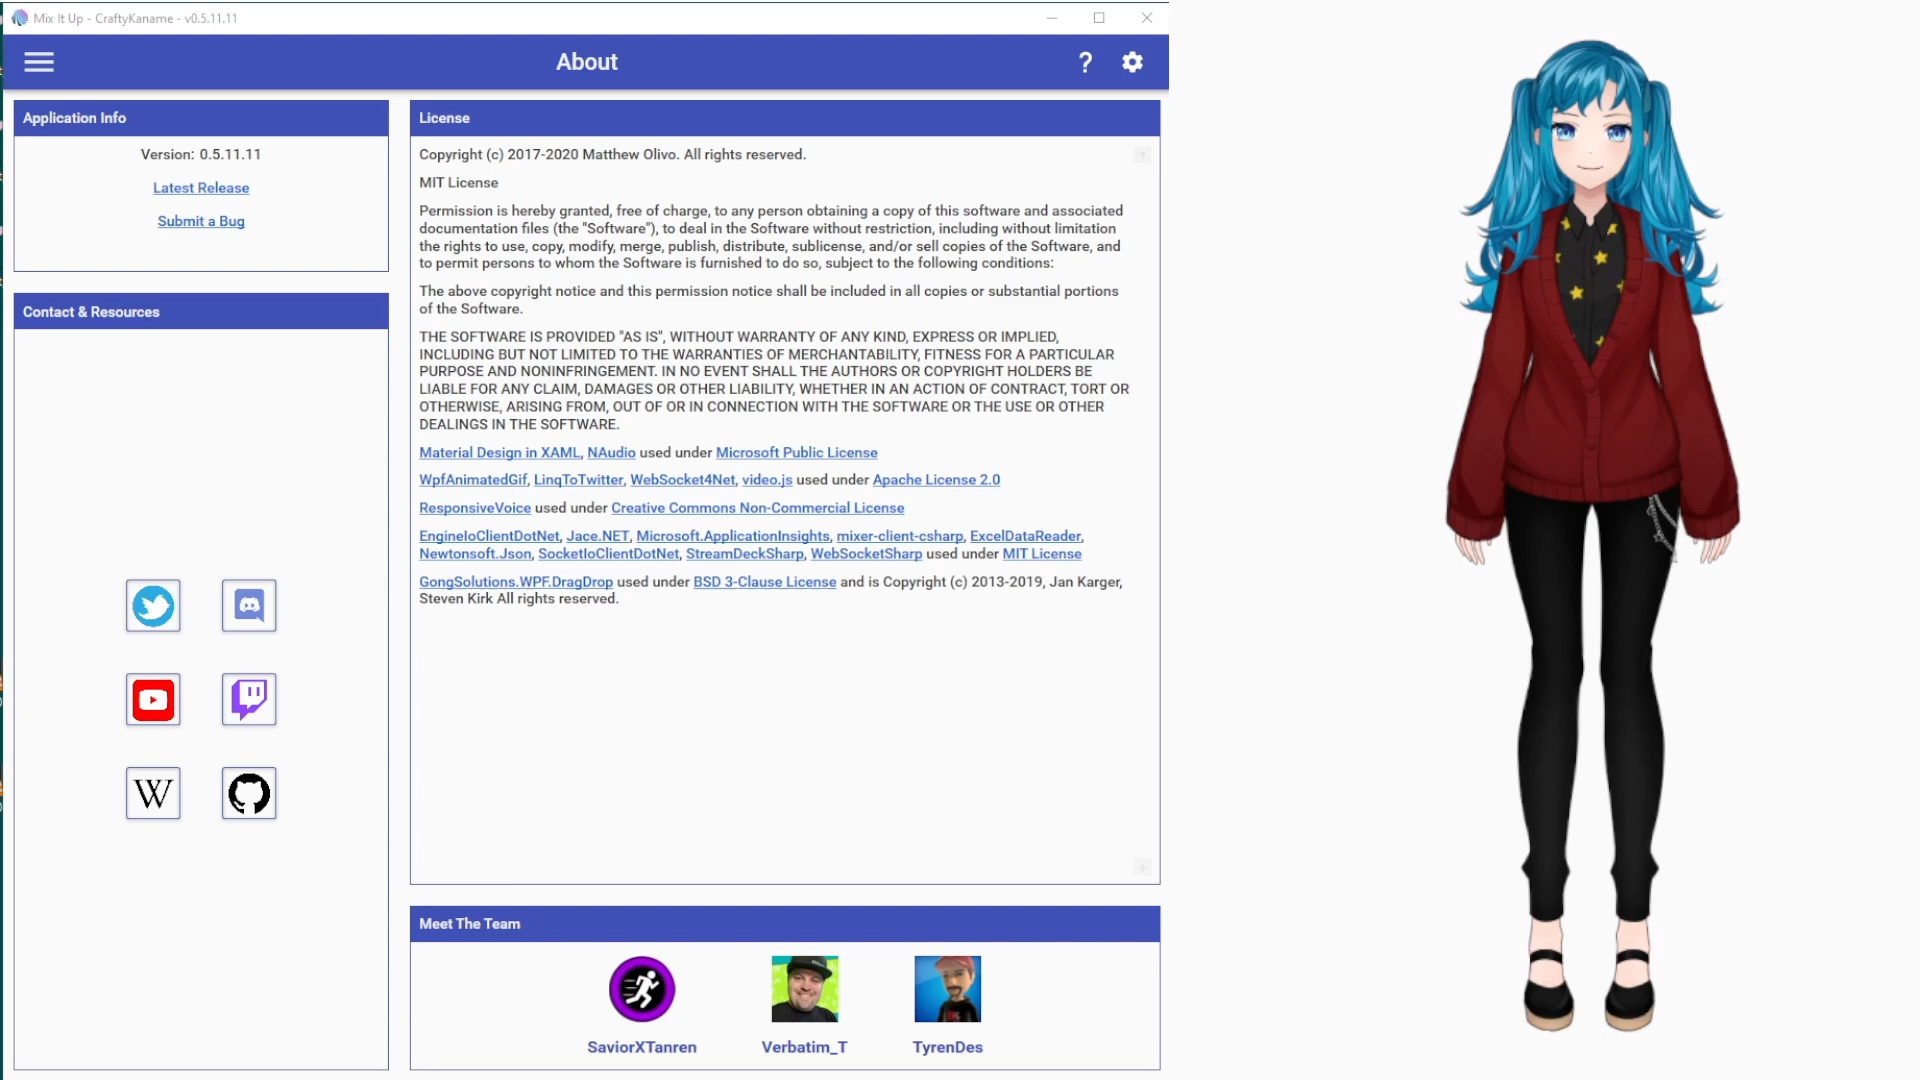 Mix It Up - CraftyKaname - v0.5.11.11
About
?
Application Info
Version: 0.5.11.11
Latest Release
Submit a Bug
Contact & Resources
W
License
Copyright (c) 2017-2020 Matthew Olivo. All rights reserved.
MIT License
Permission is hereby granted, free of charge, to any person obtaining a copy of this software and associated
documentation files (the "Software"), to deal in the Software without restriction, including without limitation
the rights to use, copy, modify, merge, publish, distribute, sublicense, and/or sell copies of the Software, and
to permit persons to whom the Software is furnished to do so, subject to the following conditions:
The above copyright notice and this permission notice shall be included in all copies or substantial portions
of the Software.
THE SOFTWARE IS PROVIDED "AS IS", WITHOUT WARRANTY OF ANY KIND, EXPRESS OR IMPLIED,
INCLUDING BUT NOT LIMITED TO THE WARRANTIES OF MERCHANTABILITY, FITNESS FOR A PARTICULAR
PURPOSE AND NONINFRINGEMENT. IN NO EVENT SHALL THE AUTHORS OR COPYRIGHT HOLDERS BE
LIABLE FOR ANY CLAIM, DAMAGES OR OTHER LIABILITY, WHETHER IN AN ACTION OF CONTRACT, TORT OR
OTHERWISE, ARISING FROM, OUT OF OR IN CONNECTION WITH THE SOFTWARE OR THE USE OR OTHER
DEALINGS IN THE SOFTWARE.
Material Design in XAML, NAudio used under Microsoft Public License
WpfAnimatedGif, LinqToTwitter, WebSocket4Net, video.js used under Apache License 2.0
ResponsiveVoice used under Creative Commons Non-Commercial License
EngineIoClientDotNet, Jace.NET, Microsoft.ApplicationInsights, mixer-client-csharp, ExcelDataReader,
Newtonsoft.Json, SocketIoClientDotNet, StreamDeckSharp, WebSocketSharp used under MIT License
GongSolutions.WPF.DragDrop used under BSD 3-Clause License and is Copyright (c) 2013-2019, Jan Karger,
Steven Kirk All rights reserved.
Meet The Team
SaviorXTanren
Verbatim_T
TyrenDes